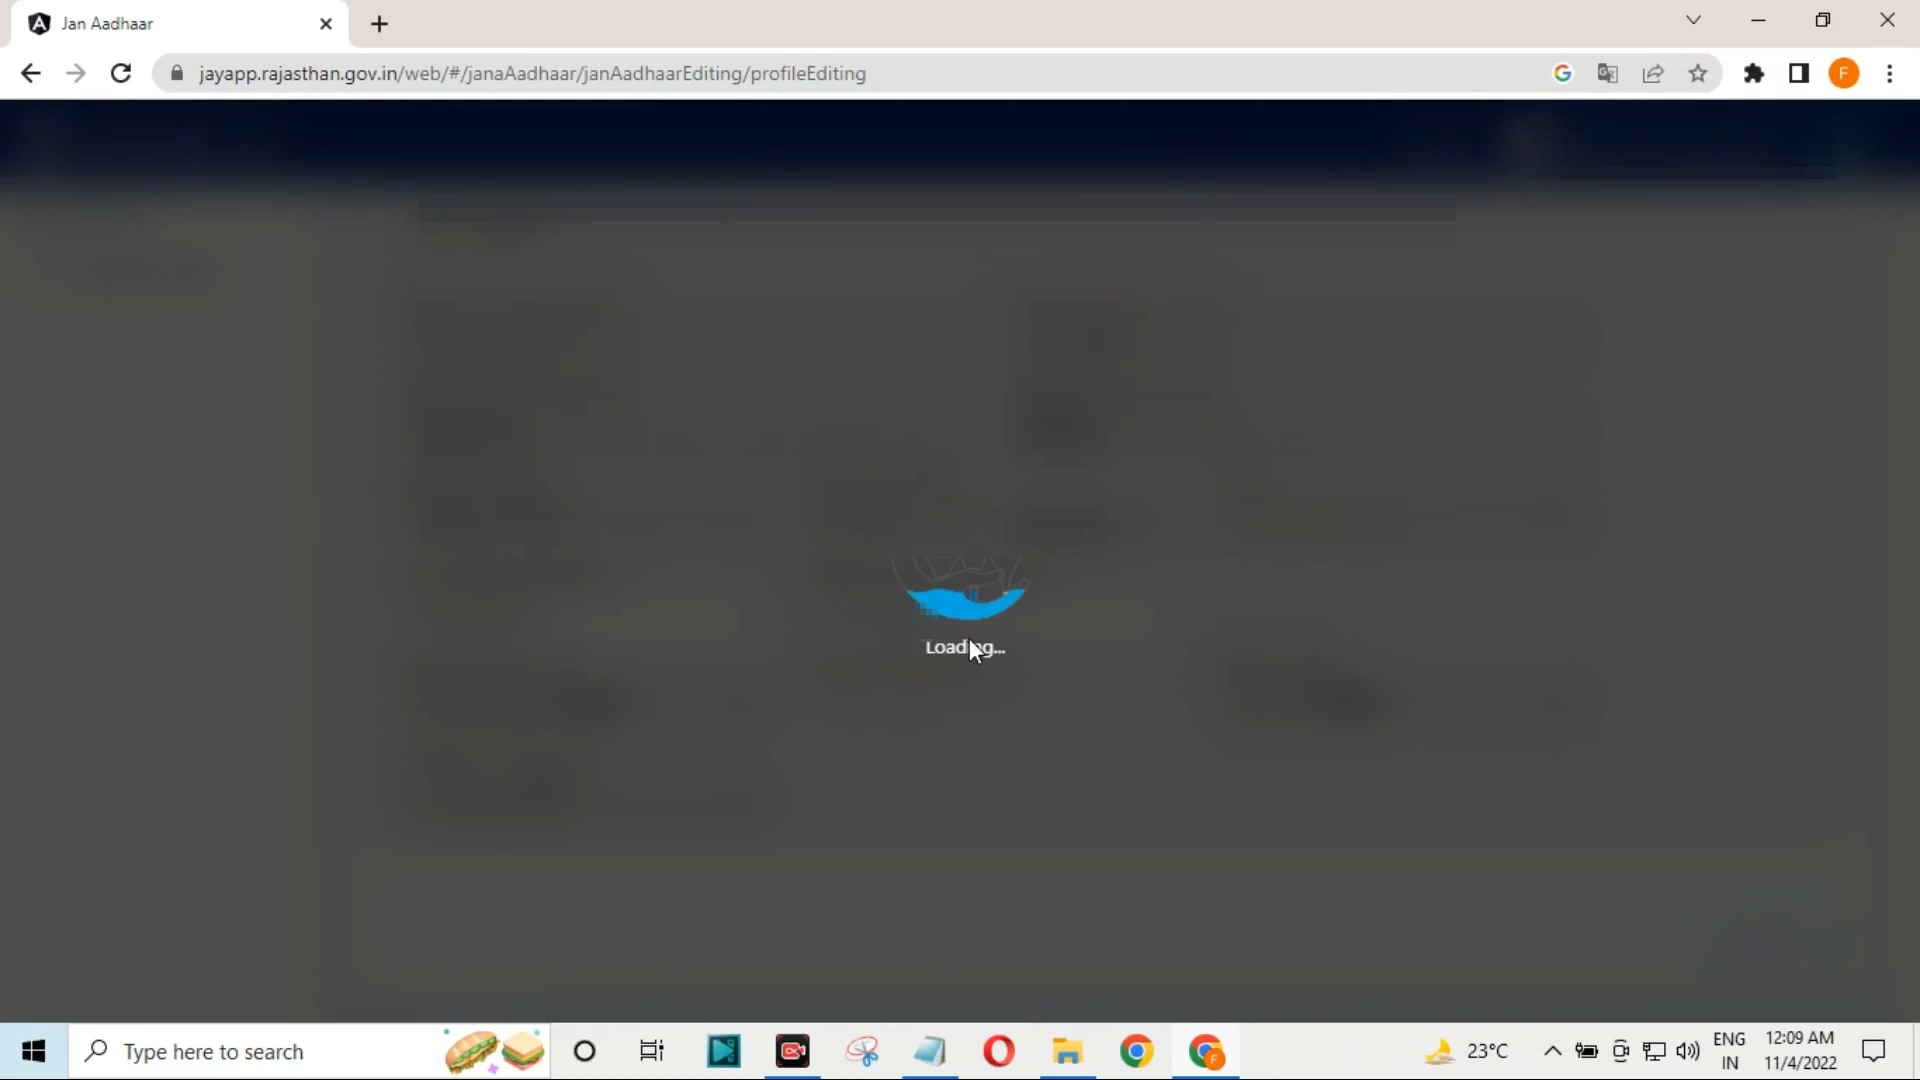 Jan Aadhaar
jayapp.rajasthan.gov.in/web/#/janaAadhaar/janAadhaarEditing/profileEditing
F
Loading...
Type here to search
F
23°C
ENG
IN
12:09 AM
11/4/2022